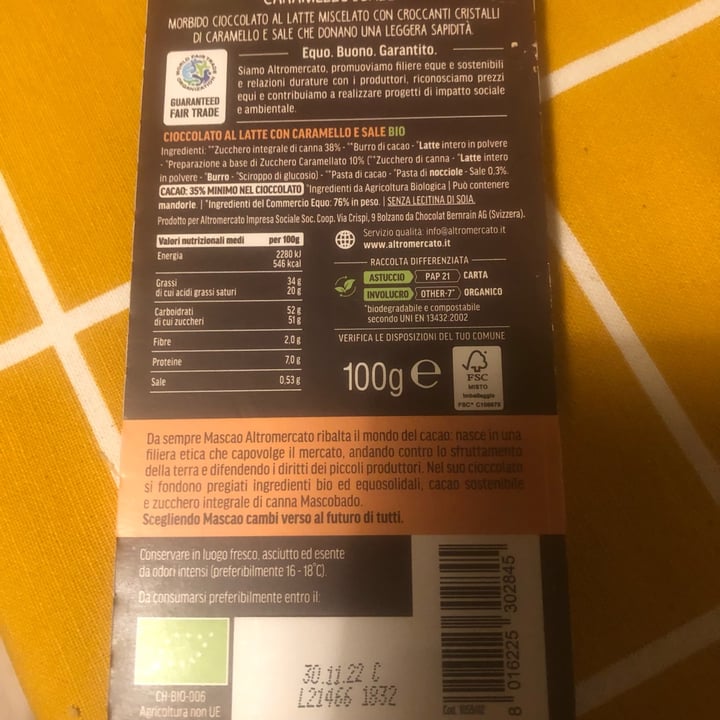 MORBIDO CIOCCOLATO AL LATTE MISCELATO CON CROCCANTI CRISTALLI
DI CARAMELLO E SALE CHE DONANO UNA LEGGERA SAPIDITÀ.
Equo. Buono. Garantito.
WORLD FAIR TRADE ORGANIZATION
GUARANTEED
FAIR TRADE
Siamo Altromercato, promuoviamo filiere eque e sostenibili
e relazioni durature con i produttori, riconosciamo prezzi
equi e contribuiamo a realizzare progetti di impatto sociale
e ambientale.
CIOCCOLATO AL LATTE CON CARAMELLO E SALE BIO
Ingredienti: *°Zucchero integrale di canna 38% - *°Burro di cacao - °Latte intero in polvere
- °Preparazione a base di Zucchero Caramellato 10% (*°Zucchero di canna - °Latte intero
in polvere - °Burro - °Sciroppo di glucosio) - *°Pasta di cacao - °Pasta di nocciole - Sale 0,3%.
CACAO: 35% MINIMO NEL CIOCCOLATO °Ingredienti da Agricoltura Biologica | Può contenere
mandorle. | *Ingredienti del Commercio Equo: 76% in peso. | SENZA LECITINA DI SOIA.
Prodotto per Altromercato Impresa Sociale Soc. Coop. Via Crispi, 9 Bolzano da Chocolat Bernrain AG (Svizzera).
Valori nutrizionali medi per 100g
Energia 2280 kJ
546 kcal
Grassi 34 g
di cui acidi grassi saturi 20 g
Carboidrati 52 g
di cui zuccheri 51 g
Fibre 2,0 g
Proteine 7,0 g
Sale 0,53 g
Servizio qualità: info@altromercato.it
www.altromercato.it
RACCOLTA DIFFERENZIATA
ASTUCCIO PAP 21 CARTA
INVOLUCRO OTHER-7* ORGANICO
*biodegradabile e compostabile
secondo UNI EN 13432:2002
VERIFICA LE DISPOSIZIONI DEL TUO COMUNE
100g e
FSC
MISTO
Imballaggio
Da sempre Mascao Altromercato ribalta il mondo del cacao: nasce in una
filiera etica che capovolge il mercato, andando contro lo sfruttamento
della terra e difendendo i diritti dei piccoli produttori. Nel suo cioccolato
si fondono pregiati ingredienti bio ed equosolidali, cacao sostenibile
e zucchero integrale di canna Mascobado.
Scegliendo Mascao cambi verso al futuro di tutti.
Conservare in luogo fresco, asciutto ed esente
da odori intensi (preferibilmente 16 - 18°C).
Da consumarsi preferibilmente entro il:
CH-BIO-006
Agricoltura non UE
30.11.22 C
L21466 1832
8 016225 302845